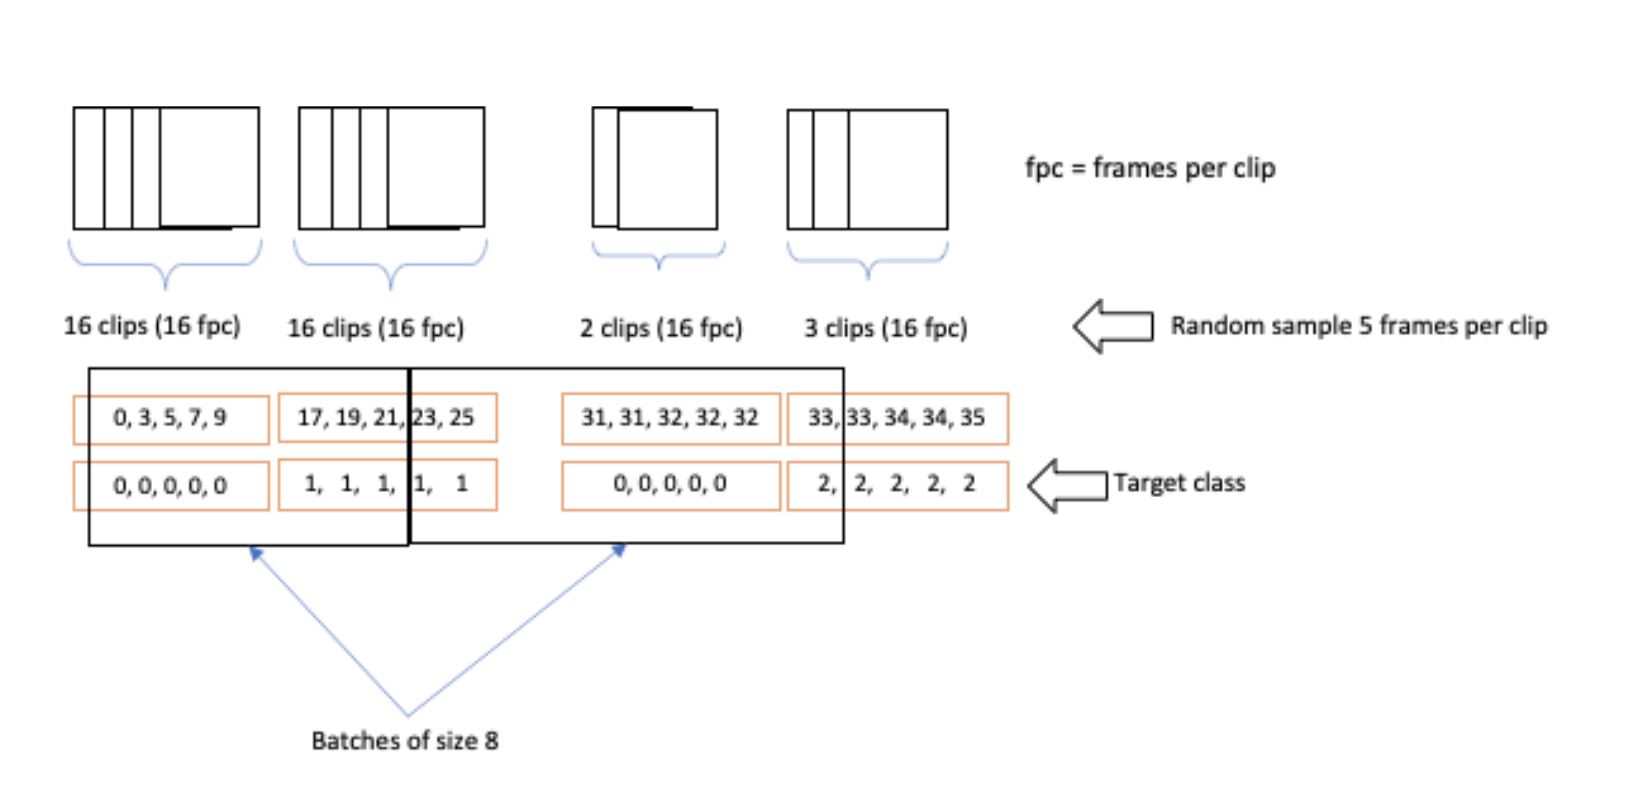 fpc = frames per clip
16 clips (16 fpc) 16 clips (16 fpc) 2 clips (16 fpc) 3 clips (16 fpc) Random sample 5 frames per clip
0, 3, 5, 7, 9 17, 19, 21, 23, 25 31, 31, 32, 32, 32 33, 33, 34, 34, 35
0, 0, 0, 0, 0 1, 1, 1, 1, 1 0, 0, 0, 0, 0 2, 2, 2, 2, 2 Target class
Batches of size 8